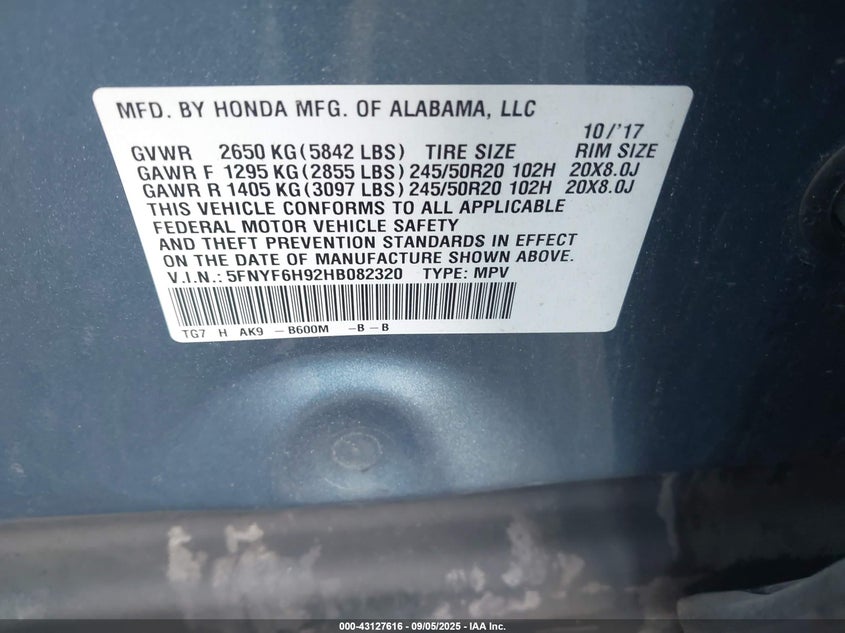 MFD. BY HONDA MFG. OF ALABAMA, LLC
10/'17
GVWR 2650 KG(5842 LBS) TIRE SIZE RIM SIZE
GAWR F 1295 KG(2855 LBS) 245/50R20 102H 20X8.0J
GAWR R 1405 KG(3097 LBS) 245/50R20 102H 20X8.0J
THIS VEHICLE CONFORMS TO ALL APPLICABLE
FEDERAL MOTOR VEHICLE SAFETY
AND THEFT PREVENTION STANDARDS IN EFFECT
ON THE DATE OF MANUFACTURE SHOWN ABOVE.
V.I.N.: 5FNYF6H92HB082320 TYPE: MPV
TG7 H AK9 -B600M -B-B
000-43127616 - 09/05/2025 - IAA Inc.